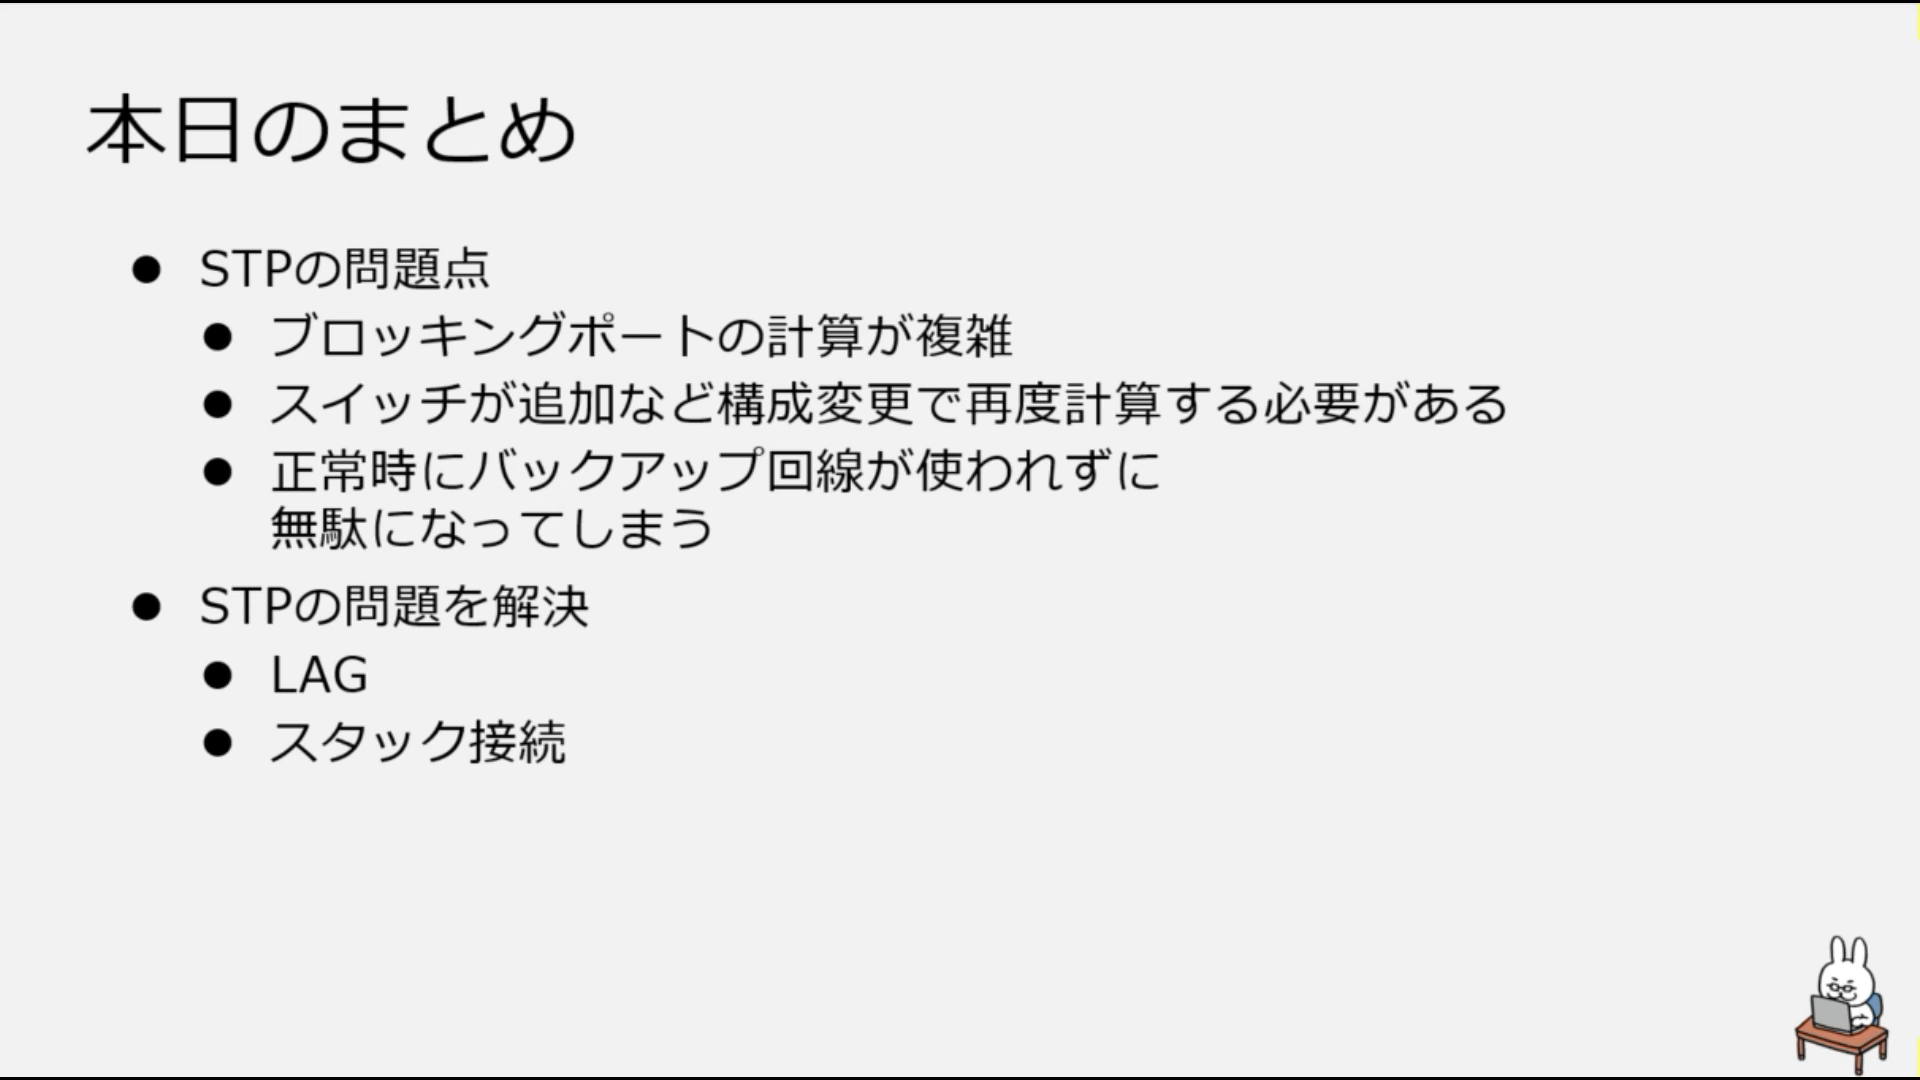 本日のまとめ
● STPの問題点
● ブロッキングポートの計算が複雑
● スイッチが追加など構成変更で再度計算する必要がある
● 正常時にバックアップ回線が使われずに
無駄になってしまう
● STPの問題を解決
● LAG
● スタック接続